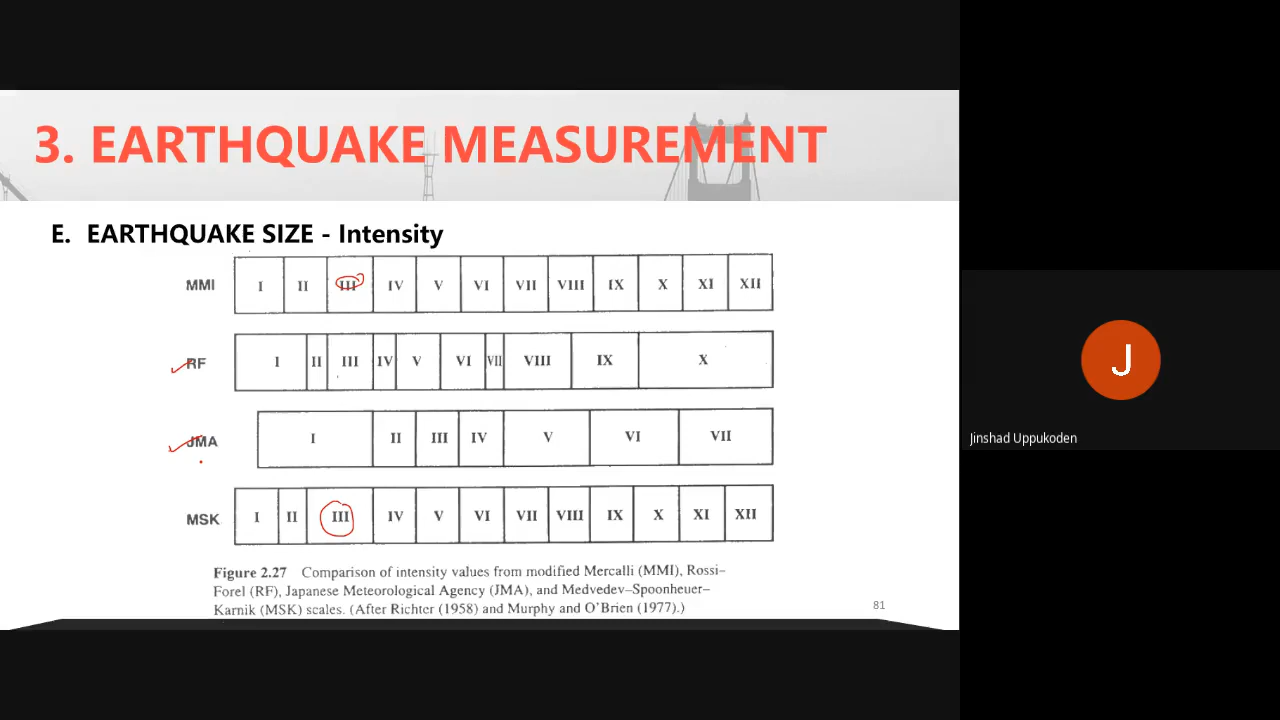 3. EARTHQUAKE MEASUREMENT
E. EARTHQUAKE SIZE - Intensity
MMI I II III IV V VI VII VIII IX X XI XII
RF I II III IV V VI VII VIII IX X
JMA I II III IV V VI VII
MSK I II III IV V VI VII VIII IX X XI XII
Figure 2.27 Comparison of intensity values from modified Mercalli (MMI), Rossi–
Forel (RF), Japanese Meteorological Agency (JMA), and Medvedev–Spoonheuer–
Karnik (MSK) scales. (After Richter (1958) and Murphy and O'Brien (1977).)
81
J
Jinshad Uppukoden